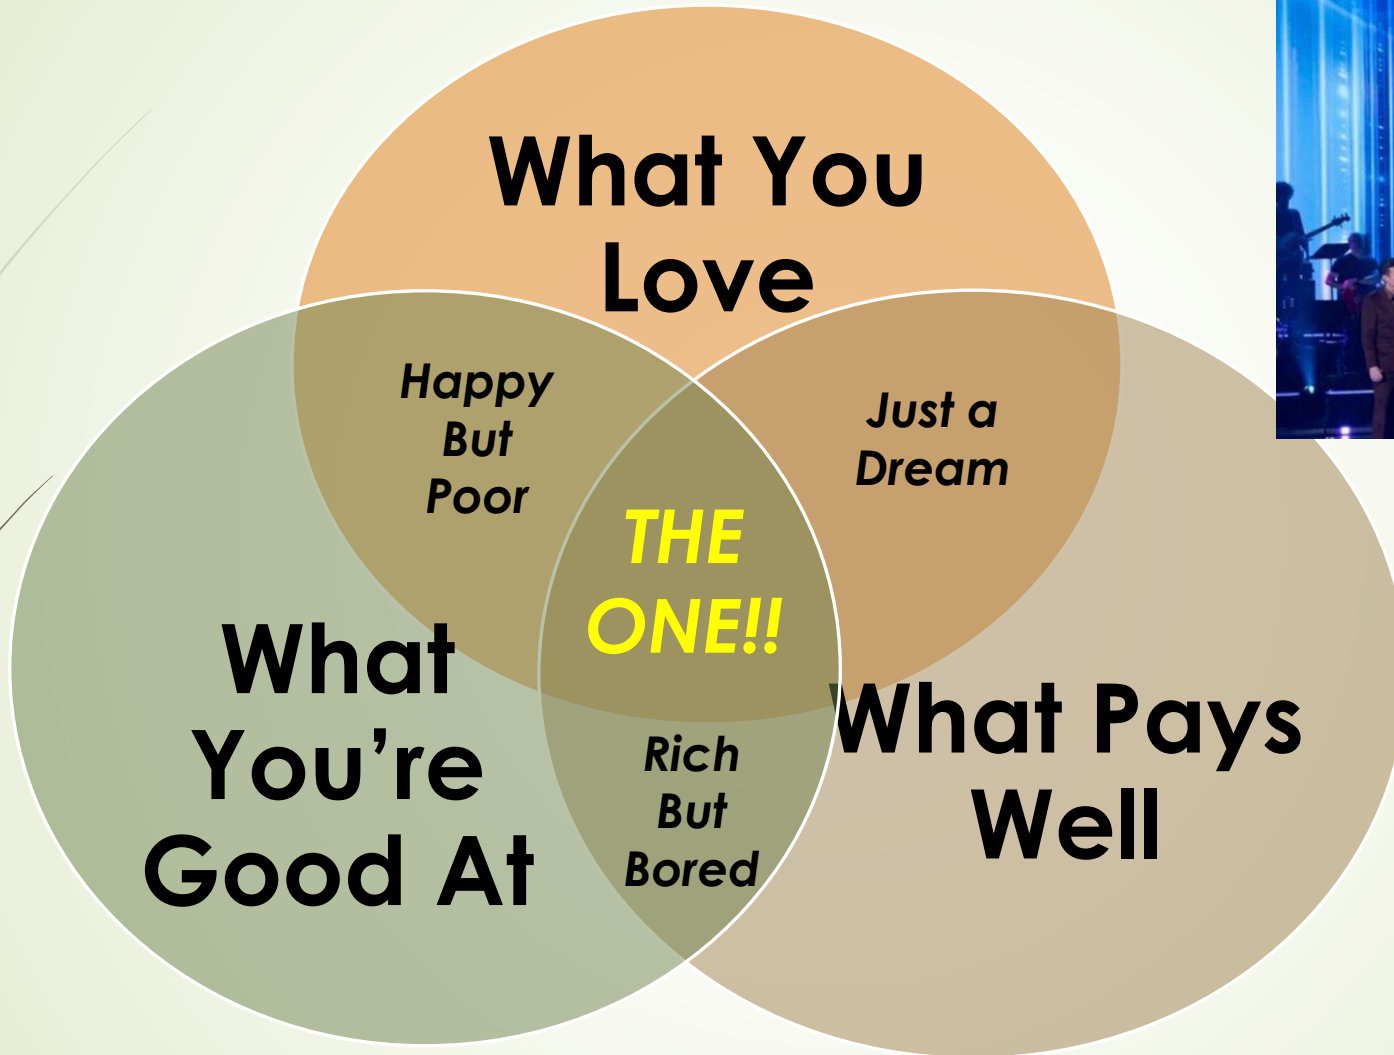 What You
Love
Happy
But
Poor
Just a
Dream
THE
ONE!!
What
You’re
Good At
What Pays
Well
Rich
But
Bored